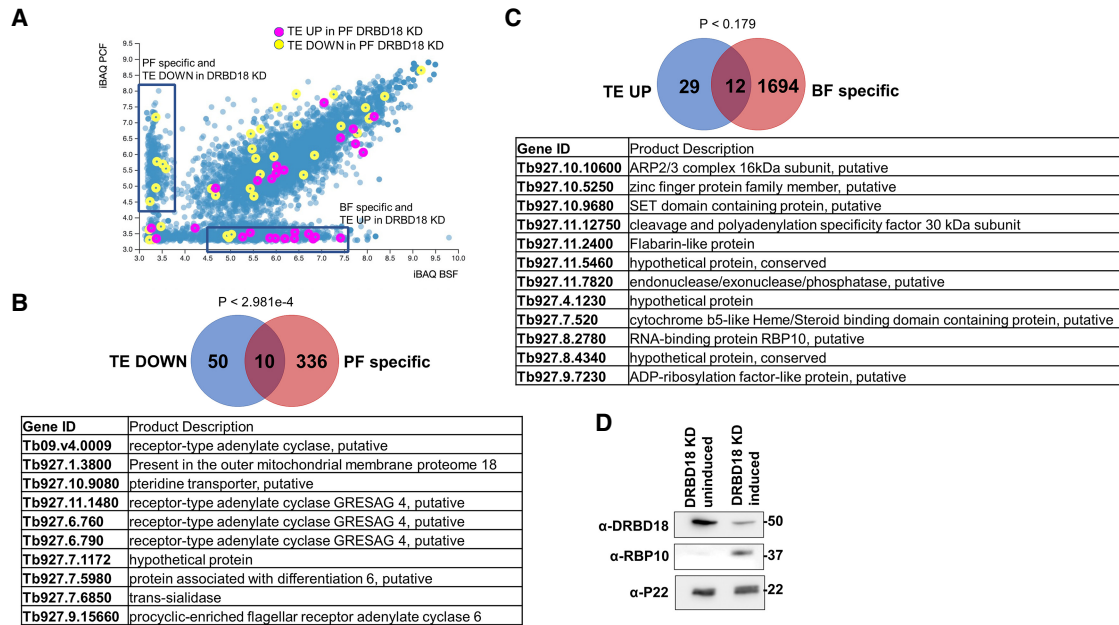 A
TE UP in PF DRBD18 KD
TE DOWN in PF DRBD18 KD
iBAQ PCF
9.5
9.0
8.5
8.0
7.5
7.0
6.5
6.0
5.5
5.0
4.5
4.0
3.5
3.0
PF specific and
TE DOWN in DRBD18 KD
BF specific and
TE UP in DRBD18 KD
3.0 3.5 4.0 4.5 5.0 5.5 6.0 6.5 7.0 7.5 8.0 8.5 9.0 9.5 10.0
iBAQ BSF
B
P < 2.981e-4
TE DOWN 50 10 336 PF specific
Gene ID Product Description
Tb09.v4.0009 receptor-type adenylate cyclase, putative
Tb927.1.3800 Present in the outer mitochondrial membrane proteome 18
Tb927.10.9080 pteridine transporter, putative
Tb927.11.1480 receptor-type adenylate cyclase GRESAG 4, putative
Tb927.6.760 receptor-type adenylate cyclase GRESAG 4, putative
Tb927.6.790 receptor-type adenylate cyclase GRESAG 4, putative
Tb927.7.1172 hypothetical protein
Tb927.7.5980 protein associated with differentiation 6, putative
Tb927.7.6850 trans-sialidase
Tb927.9.15660 procyclic-enriched flagellar receptor adenylate cyclase 6
C
P < 0.179
TE UP 29 12 1694 BF specific
Gene ID Product Description
Tb927.10.10600 ARP2/3 complex 16kDa subunit, putative
Tb927.10.5250 zinc finger protein family member, putative
Tb927.10.9680 SET domain containing protein, putative
Tb927.11.12750 cleavage and polyadenylation specificity factor 30 kDa subunit
Tb927.11.2400 Flabarin-like protein
Tb927.11.5460 hypothetical protein, conserved
Tb927.11.7820 endonuclease/exonuclease/phosphatase, putative
Tb927.4.1230 hypothetical protein
Tb927.7.520 cytochrome b5-like Heme/Steroid binding domain containing protein, putative
Tb927.8.2780 RNA-binding protein RBP10, putative
Tb927.8.4340 hypothetical protein, conserved
Tb927.9.7230 ADP-ribosylation factor-like protein, putative
D
DRBD18 KD
uninduced
DRBD18 KD
induced
α-DRBD18 -50
α-RBP10 -37
α-P22 -22